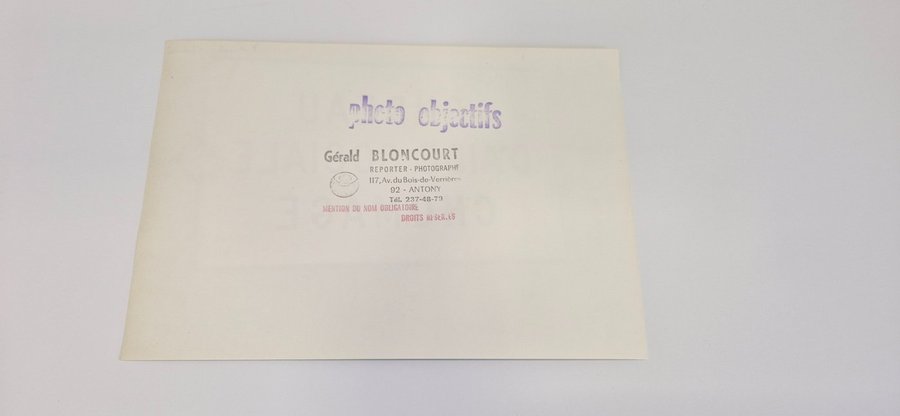 photo objectifs
Gérald BLONCOURT
REPORTER - PHOTOGRAPHE
117, Av. du Bois-de-Verrières
92 - ANTONY
Tél. 237-48-79
MENTION DU NOM OBLIGATOIRE
DROITS RESERVES